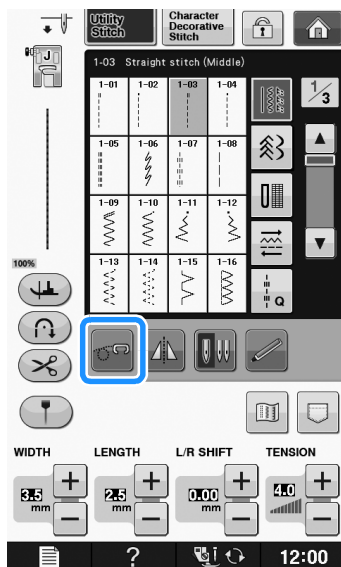 Utility Stitch
Character Decorative Stitch
J
1-03 Straight stitch (Middle)
1/3
1-01 1-02 1-03 1-04
1-05 1-06 1-07 1-08
1-09 1-10 1-11 1-12
1-13 1-14 1-15 1-16
Q
100%
WIDTH LENGTH L/R SHIFT TENSION
3.5 mm 2.5 mm 0.00 mm 4.0
? 12:00